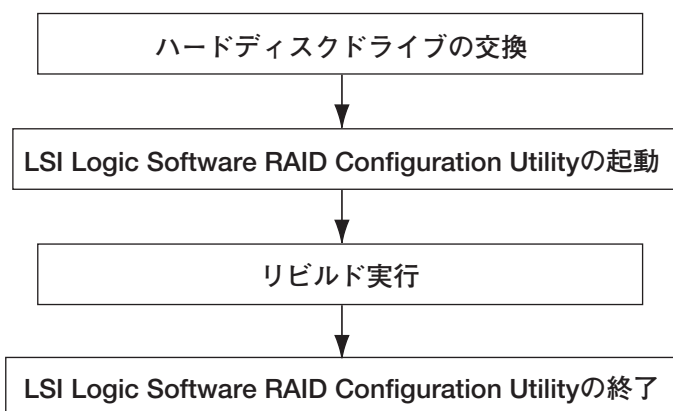 ハードディスクドライブの交換
LSI Logic Software RAID Configuration Utilityの起動
リビルド実行
LSI Logic Software RAID Configuration Utilityの終了